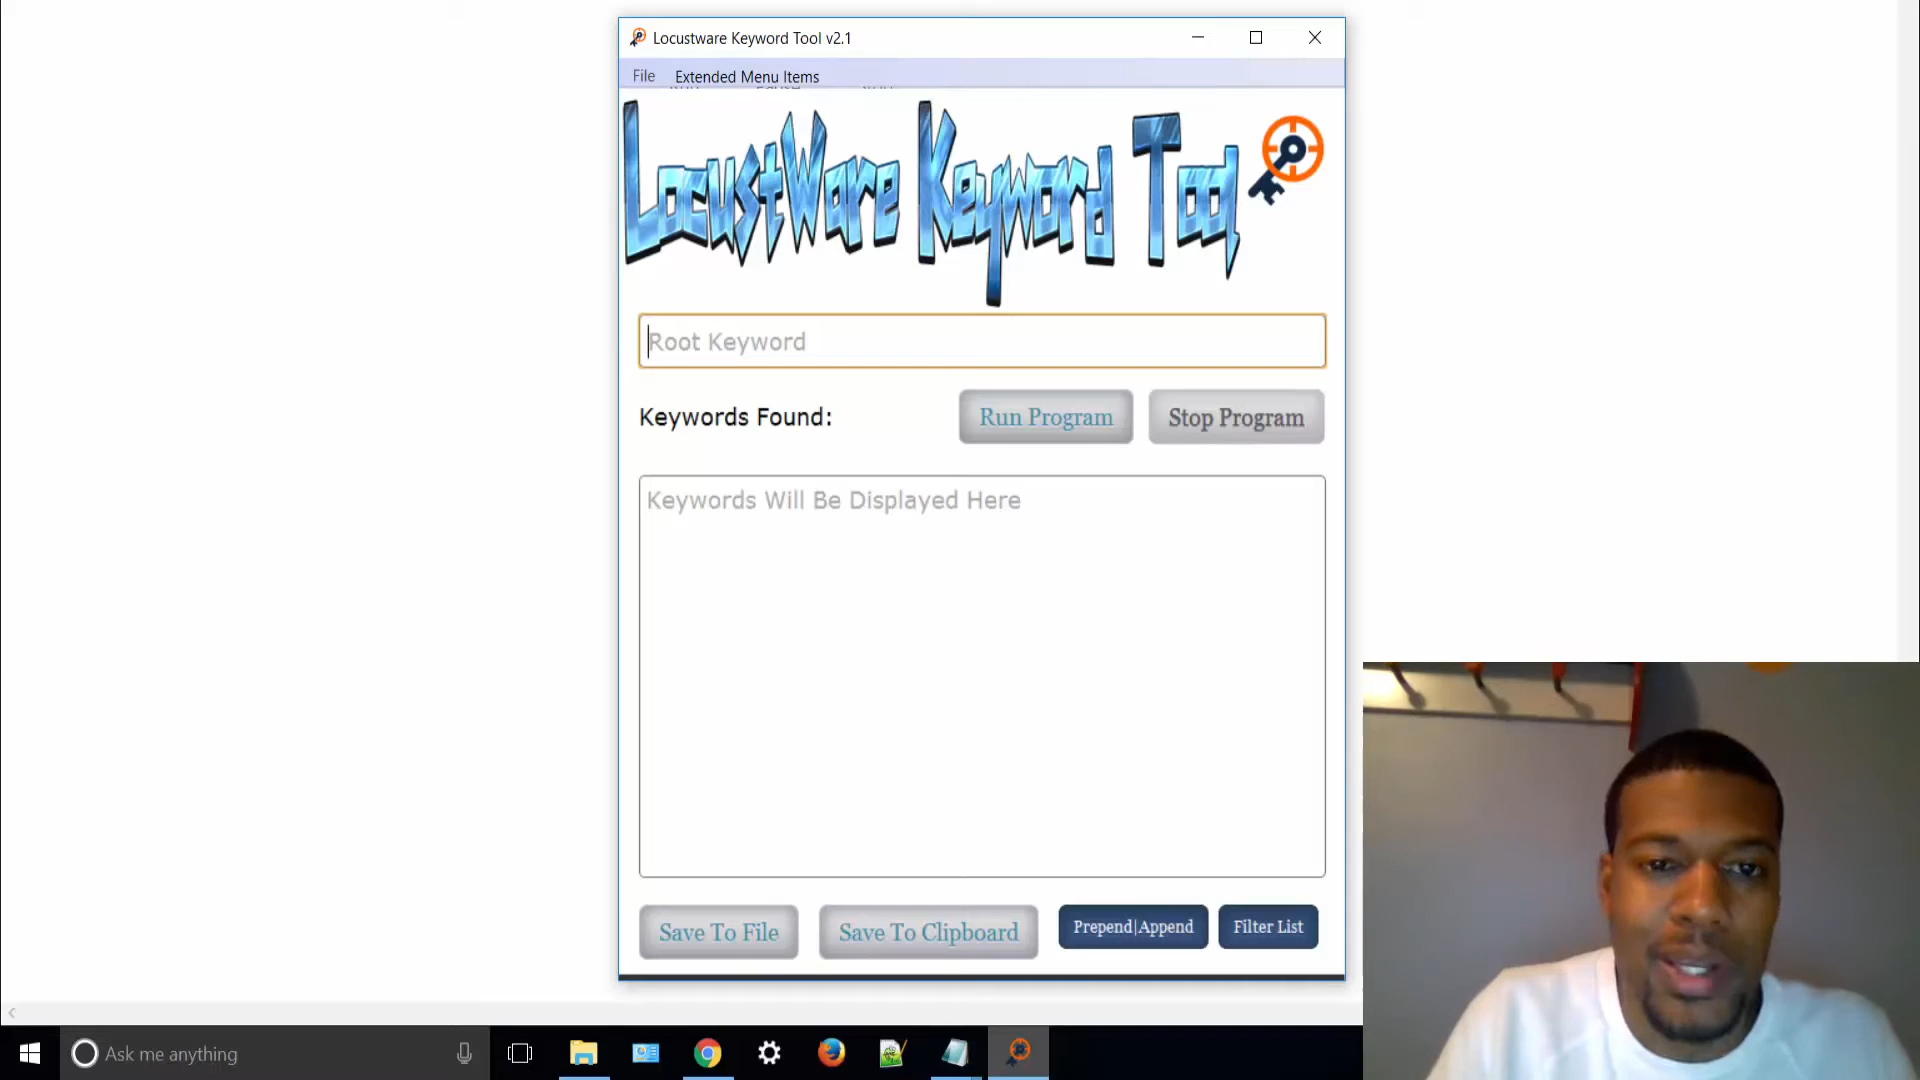 Locustware Keyword Tool v2.1
File Extended Menu Items
LocustWare Keyword Tool
Root Keyword
Keywords Found:
Run Program
Stop Program
Keywords Will Be Displayed Here
Save To File
Save To Clipboard
Prepend|Append
Filter List
Ask me anything